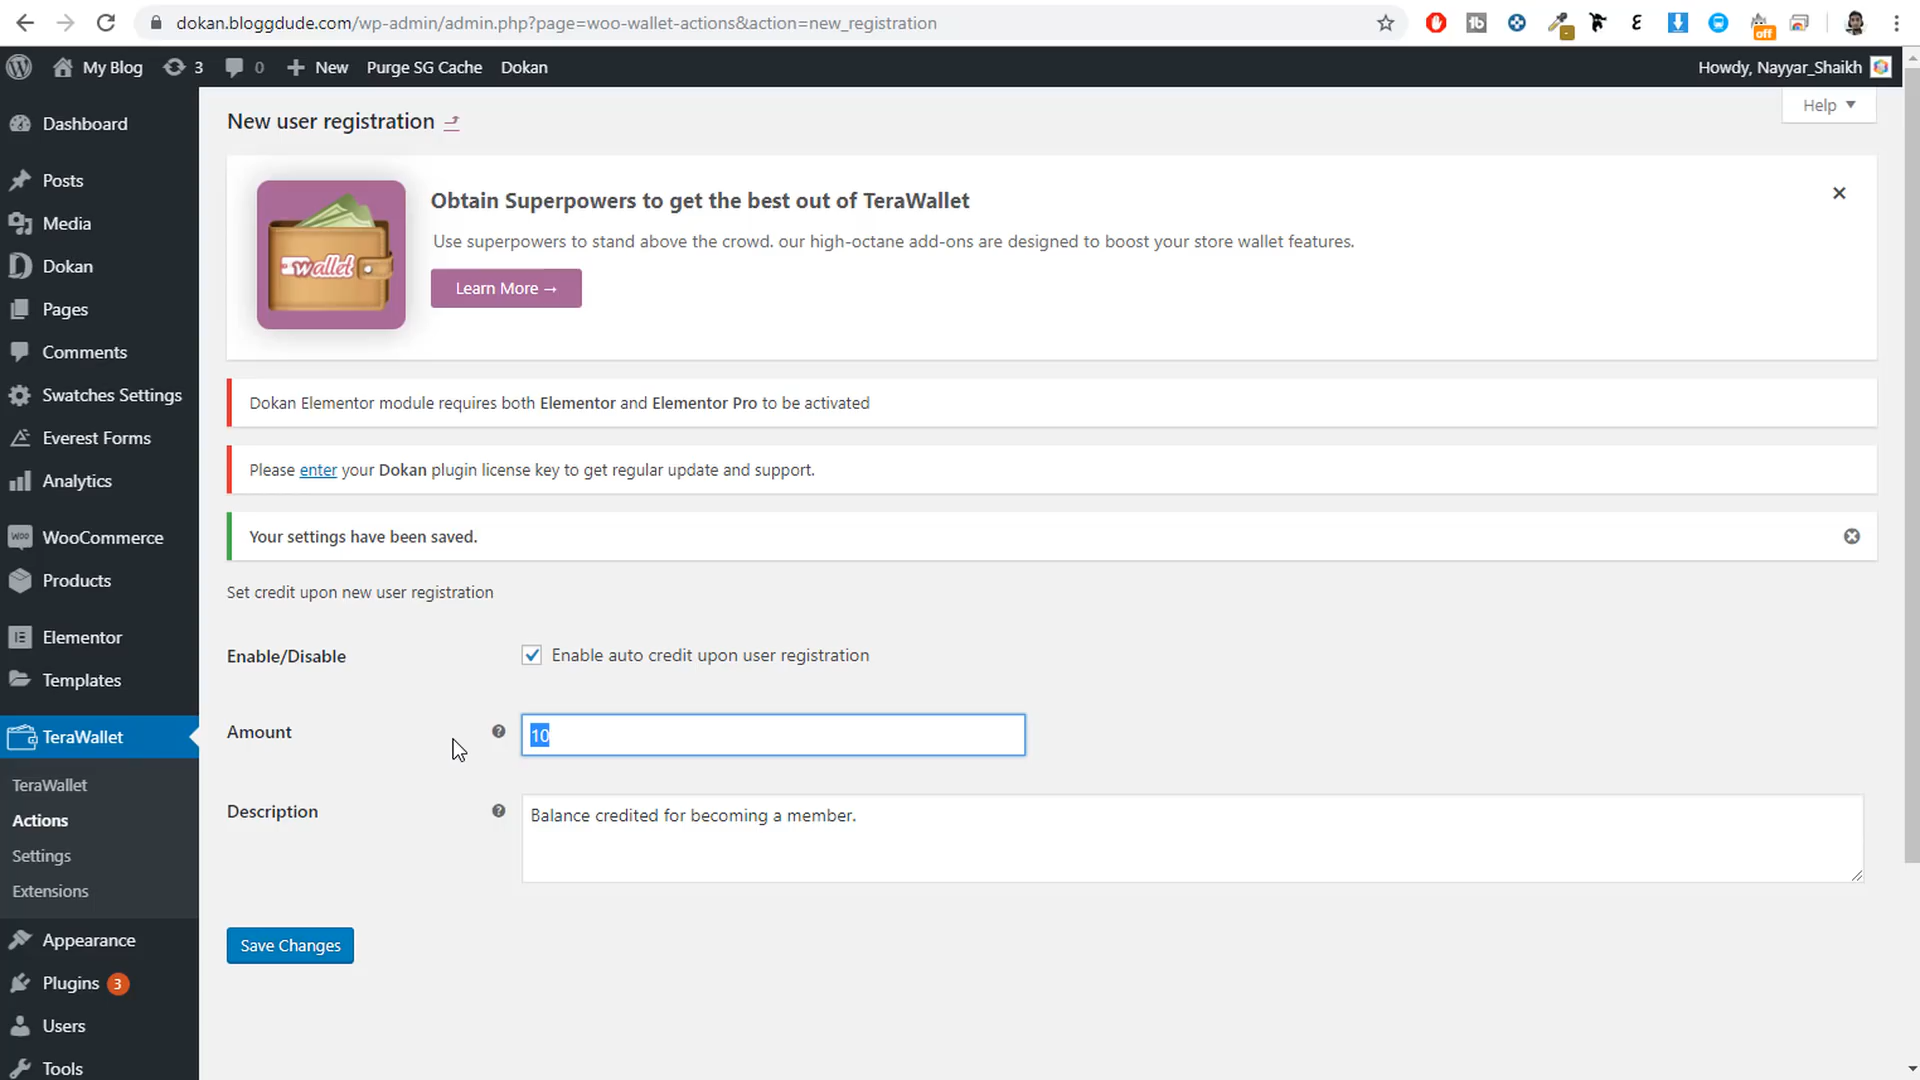 dokan.bloggdude.com/wp-admin/admin.php?page=woo-wallet-actions&action=new_registration
off
My Blog 3 0 New Purge SG Cache Dokan Howdy, Nayyar_Shaikh
Help
Dashboard
Posts
Media
Dokan
Pages
Comments
Swatches Settings
Everest Forms
Analytics
WooCommerce
Products
Elementor
Templates
TeraWallet
TeraWallet
Actions
Settings
Extensions
Appearance
Plugins 3
Users
Tools
New user registration
wallet
Obtain Superpowers to get the best out of TeraWallet
Use superpowers to stand above the crowd. our high-octane add-ons are designed to boost your store wallet features.
Learn More →
Dokan Elementor module requires both Elementor and Elementor Pro to be activated
Please enter your Dokan plugin license key to get regular update and support.
Your settings have been saved.
Set credit upon new user registration
Enable/Disable Enable auto credit upon user registration
Amount 10
Description Balance credited for becoming a member.
Save Changes